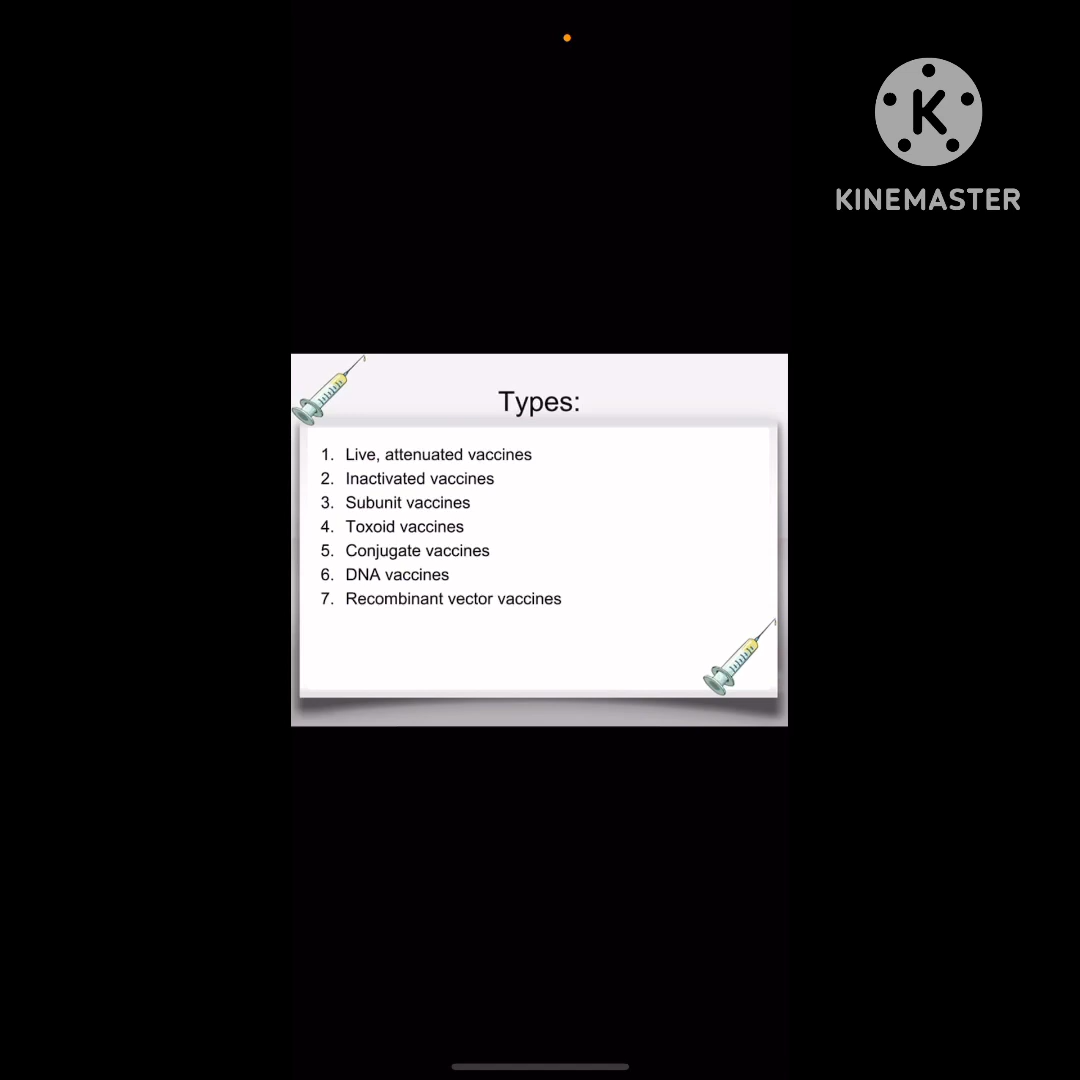 K
KINEMASTER
Types:
1. Live, attenuated vaccines
2. Inactivated vaccines
3. Subunit vaccines
4. Toxoid vaccines
5. Conjugate vaccines
6. DNA vaccines
7. Recombinant vector vaccines